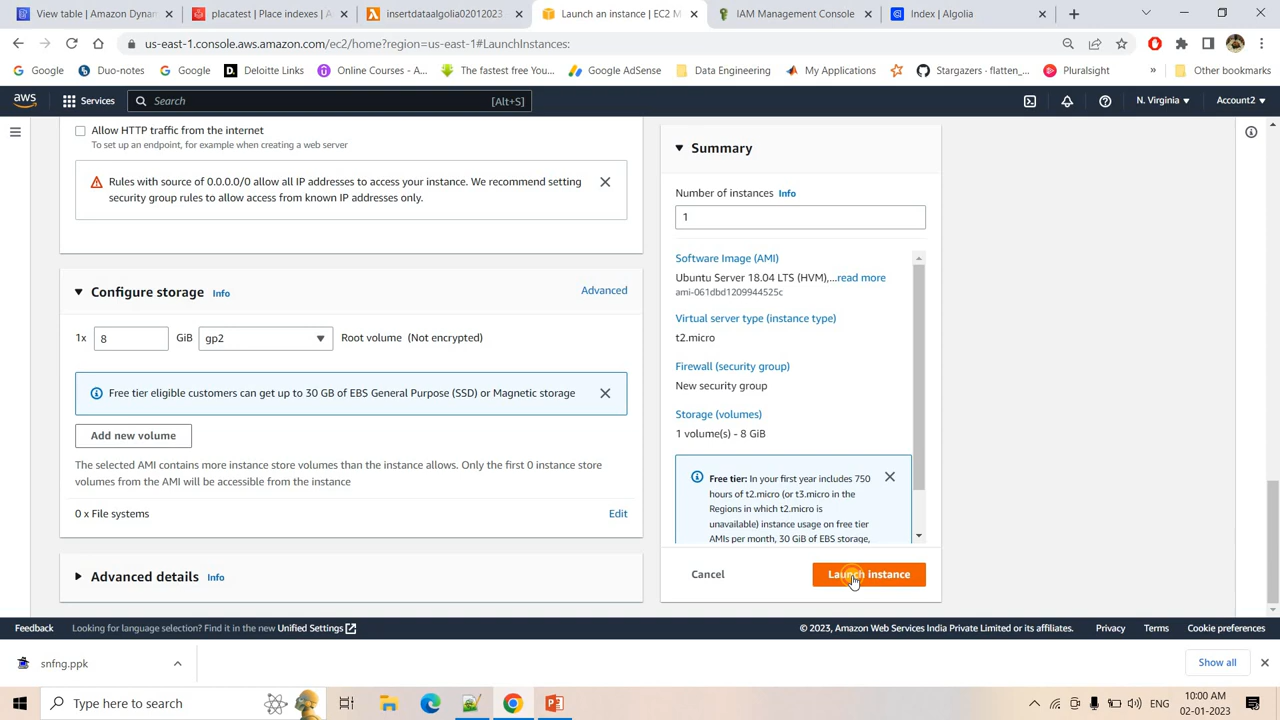 View table | Amazon Dynam
placatest | Place indexes | A
insertdataalgolia02012023
Launch an instance | EC2 M
IAM Management Console
Index | Algolia
us-east-1.console.aws.amazon.com/ec2/home?region=us-east-1#LaunchInstances:
Google
Duo-notes
Google
Deloitte Links
Online Courses - A...
The fastest free You...
Google AdSense
Data Engineering
My Applications
Stargazers · flatten_...
Pluralsight
»
Other bookmarks
aws
Services
Search
[Alt+S]
N. Virginia
Account2
Allow HTTP traffic from the internet
To set up an endpoint, for example when creating a web server
Rules with source of 0.0.0.0/0 allow all IP addresses to access your instance. We recommend setting
security group rules to allow access from known IP addresses only.
Configure storage Info
Advanced
1x 8 GiB gp2 Root volume (Not encrypted)
Free tier eligible customers can get up to 30 GB of EBS General Purpose (SSD) or Magnetic storage
Add new volume
The selected AMI contains more instance store volumes than the instance allows. Only the first 0 instance store
volumes from the AMI will be accessible from the instance
0 x File systems
Edit
Advanced details Info
Summary
Number of instances Info
1
Software Image (AMI)
Ubuntu Server 18.04 LTS (HVM),...read more
ami-061dbd1209944525c
Virtual server type (instance type)
t2.micro
Firewall (security group)
New security group
Storage (volumes)
1 volume(s) - 8 GiB
Free tier: In your first year includes 750
hours of t2.micro (or t3.micro in the
Regions in which t2.micro is
unavailable) instance usage on free tier
AMIs per month, 30 GiB of EBS storage,
Cancel
Launch instance
Feedback
Looking for language selection? Find it in the new Unified Settings
© 2023, Amazon Web Services India Private Limited or its affiliates.
Privacy
Terms
Cookie preferences
snfng.ppk
Show all
Type here to search
10:00 AM
02-01-2023